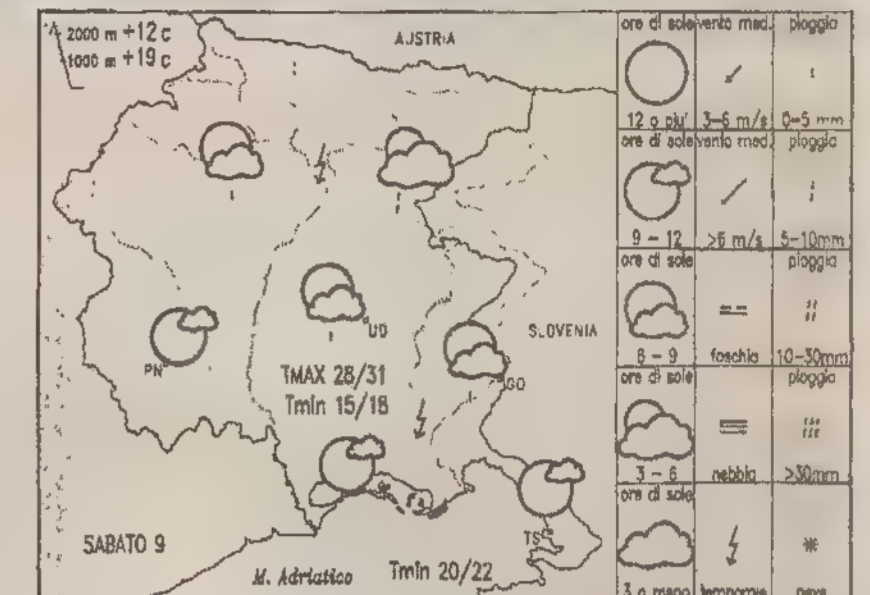 2000 m +12 c
1000 m +19 c
AUSTRIA
SLOVENIA
UD
PN
GO
TMAX 28/31
Tmin 15/18
TS
SABATO 9
M. Adriatico
Tmin 20/22
ore di sole vento med. pioggia
12 o piu' 3-6 m/s 0-5 mm
ore di sole vento med. pioggia
9 - 12 >6 m/s 5-10mm
ore di sole pioggia
6 - 9 foschia 10-30mm
ore di sole pioggia
3 - 6 nebbia >30mm
ore di sole
3 o meno temporale neve